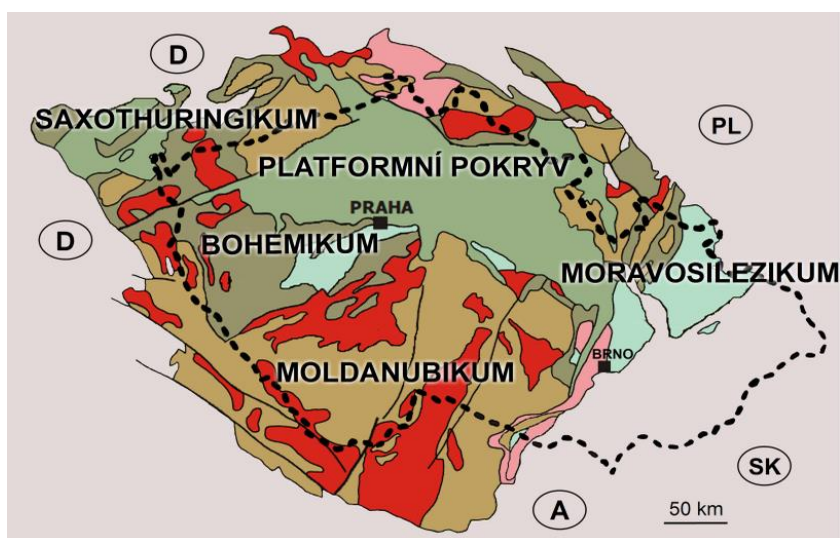 D
SAXOTHURINGIKUM
PL
PLATFORMNÍ POKRYV
PRAHA
D
BOHEMIKUM
MORAVOSILEZIKUM
BRNO
MOLDANUBIKUM
SK
A
50 km